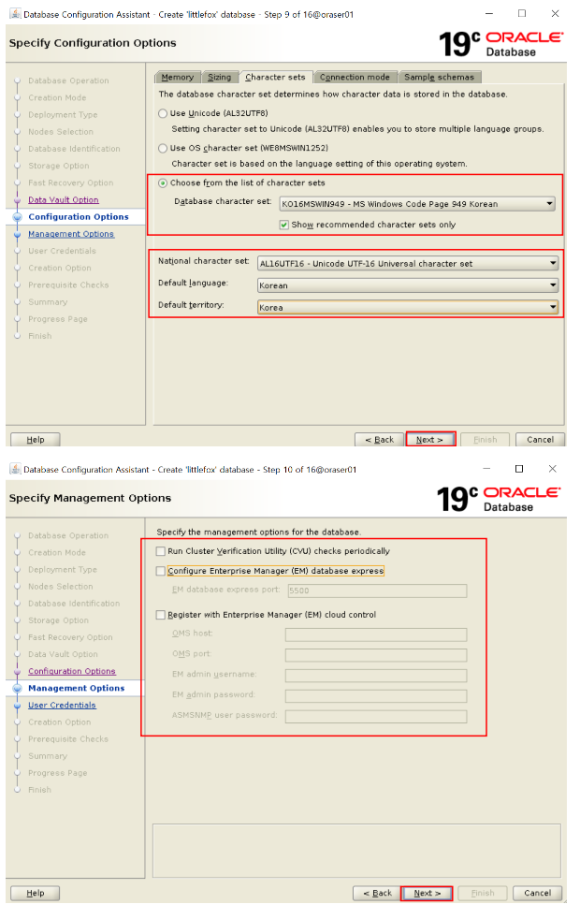 Database Configuration Assistant - Create 'littlefox' database - Step 9 of 16@oraser01
Specify Configuration Options
19c ORACLE Database
Database Operation
Creation Mode
Deployment Type
Nodes Selection
Database Identification
Storage Option
Fast Recovery Option
Data Vault Option
Configuration Options
Management Options
User Credentials
Creation Option
Prerequisite Checks
Summary
Progress Page
Finish
Memory Sizing Character sets Connection mode Sample schemas
The database character set determines how character data is stored in the database.
Use Unicode (AL32UTF8)
Setting character set to Unicode (AL32UTF8) enables you to store multiple language groups.
Use OS character set (WE8MSWIN1252)
Character set is based on the language setting of this operating system.
Choose from the list of character sets
Database character set: KO16MSWIN949 - MS Windows Code Page 949 Korean
Show recommended character sets only
National character set: AL16UTF16 - Unicode UTF-16 Universal character set
Default language: Korean
Default territory: Korea
Help < Back Next > Finish Cancel
Database Configuration Assistant - Create 'littlefox' database - Step 10 of 16@oraser01
Specify Management Options
19c ORACLE Database
Database Operation
Creation Mode
Deployment Type
Nodes Selection
Database Identification
Storage Option
Fast Recovery Option
Data Vault Option
Configuration Options
Management Options
User Credentials
Creation Option
Prerequisite Checks
Summary
Progress Page
Finish
Specify the management options for the database.
Run Cluster Verification Utility (CVU) checks periodically
Configure Enterprise Manager (EM) database express
EM database express port: 5500
Register with Enterprise Manager (EM) cloud control
OMS host:
OMS port:
EM admin username:
EM admin password:
ASMSNMP user password:
Help < Back Next > Finish Cancel